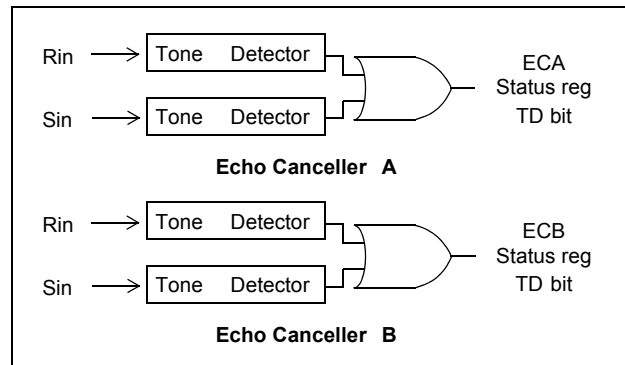 Rin
Tone Detector
Sin
Tone Detector
ECA
Status reg
TD bit
Echo Canceller A
Rin
Tone Detector
Sin
Tone Detector
ECB
Status reg
TD bit
Echo Canceller B